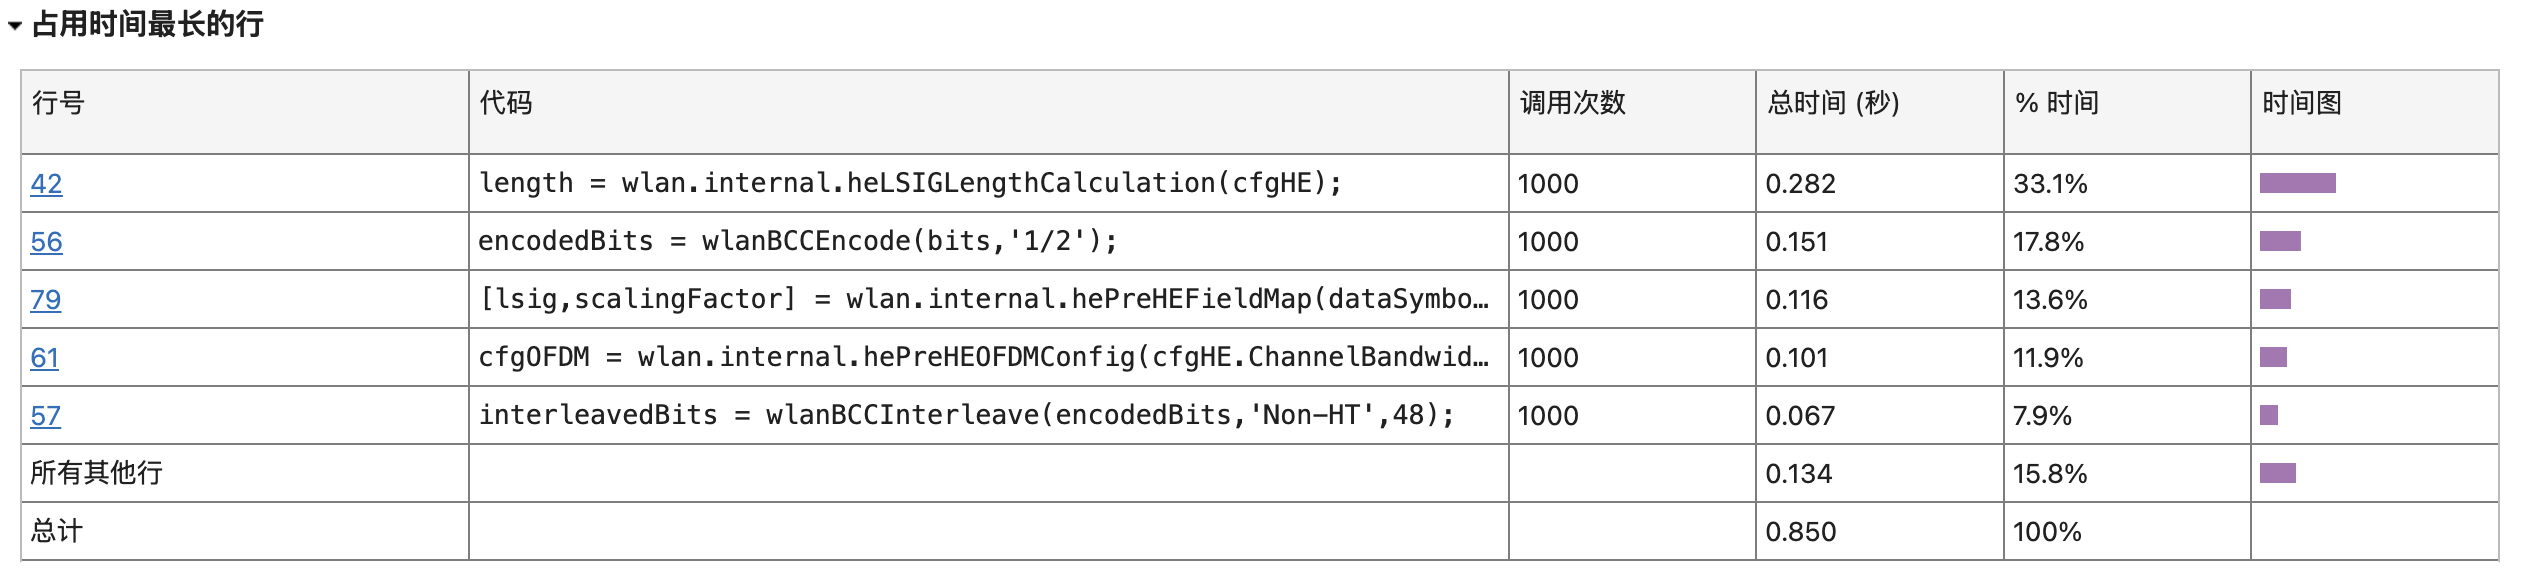 占用时间最长的行
行号 代码 调用次数 总时间 (秒) % 时间 时间图
42 length = wlan.internal.heLSIGLengthCalculation(cfgHE); 1000 0.282 33.1%
56 encodedBits = wlanBCCEncode(bits,'1/2'); 1000 0.151 17.8%
79 [lsig,scalingFactor] = wlan.internal.hePreHEFieldMap(dataSymbo… 1000 0.116 13.6%
61 cfgOFDM = wlan.internal.hePreHEOFDMConfig(cfgHE.ChannelBandwid… 1000 0.101 11.9%
57 interleavedBits = wlanBCCInterleave(encodedBits,'Non-HT',48); 1000 0.067 7.9%
所有其他行 0.134 15.8%
总计 0.850 100%